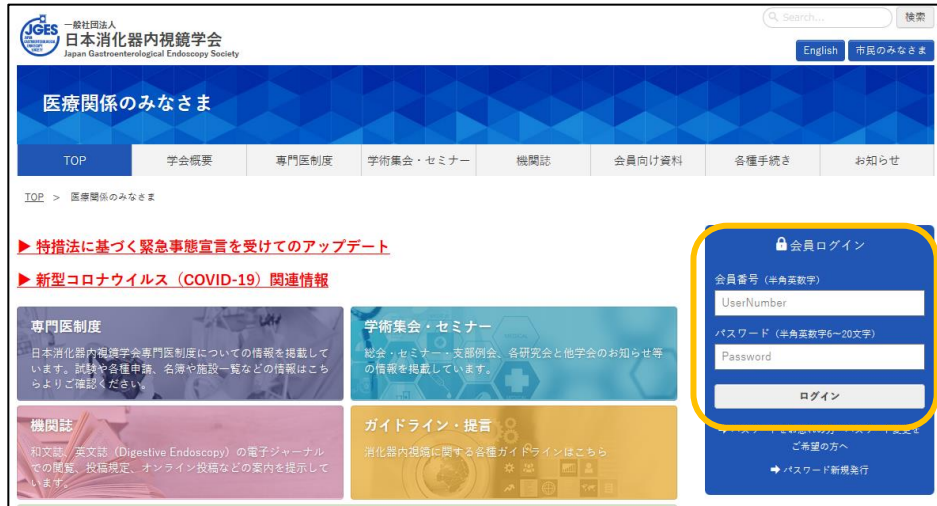 JGES
一般社団法人
日本消化器内視鏡学会
Japan Gastroenterological Endoscopy Society
Search...
検索
English
市民のみなさま
医療関係のみなさま
TOP
学会概要
専門医制度
学術集会・セミナー
機関誌
会員向け資料
各種手続き
お知らせ
TOP > 医療関係のみなさま
▶ 特措法に基づく緊急事態宣言を受けてのアップデート
▶ 新型コロナウイルス（COVID-19）関連情報
専門医制度
日本消化器内視鏡学会専門医制度についての情報を掲載して
います。試験や各種申請、名簿や施設一覧などの情報はこち
らよりご確認ください。
学術集会・セミナー
総会・セミナー・支部例会、各研究会と他学会のお知らせ等
の情報を掲載しています。
機関誌
和文誌、英文誌（Digestive Endoscopy）の電子ジャーナル
での閲覧、投稿規定、オンライン投稿などの案内を提示して
います。
ガイドライン・提言
消化器内視鏡に関する各種ガイドラインはこちら
会員ログイン
会員番号（半角英数字）
UserNumber
パスワード（半角英数字6～20文字）
Password
ログイン
ご希望の方へ
➡ パスワード新規発行